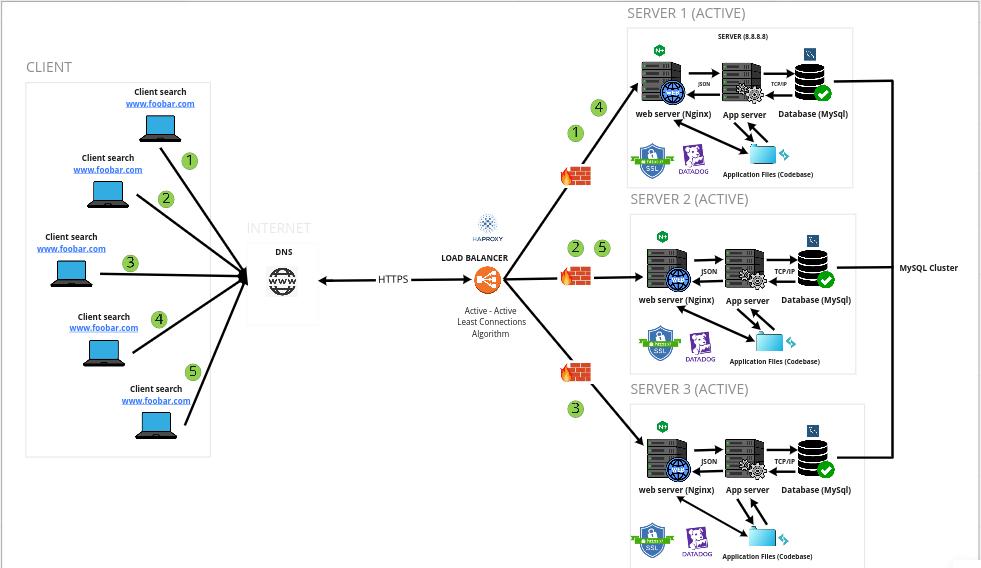 CLIENT
Client search
www.foobar.com
1
Client search
www.foobar.com
2
Client search
www.foobar.com
3
Client search
www.foobar.com
4
Client search
www.foobar.com
5
INTERNET
DNS
WWW
HTTPS
HAPROXY
LOAD BALANCER
Active - Active
Least Connections
Algorithm
4
1
2 5
3
SERVER 1 (ACTIVE)
SERVER (8.8.8.8)
N+
WEB
JSON
TCP/IP
web server (Nginx)
App server
Database (MySql)
SSL
DATADOG
Application Files (Codebase)
SERVER 2 (ACTIVE)
N+
WEB
JSON
TCP/IP
web server (Nginx)
App server
Database (MySql)
SSL
DATADOG
Application Files (Codebase)
SERVER 3 (ACTIVE)
N+
WEB
JSON
TCP/IP
web server (Nginx)
App server
Database (MySql)
SSL
DATADOG
Application Files (Codebase)
MySQL Cluster